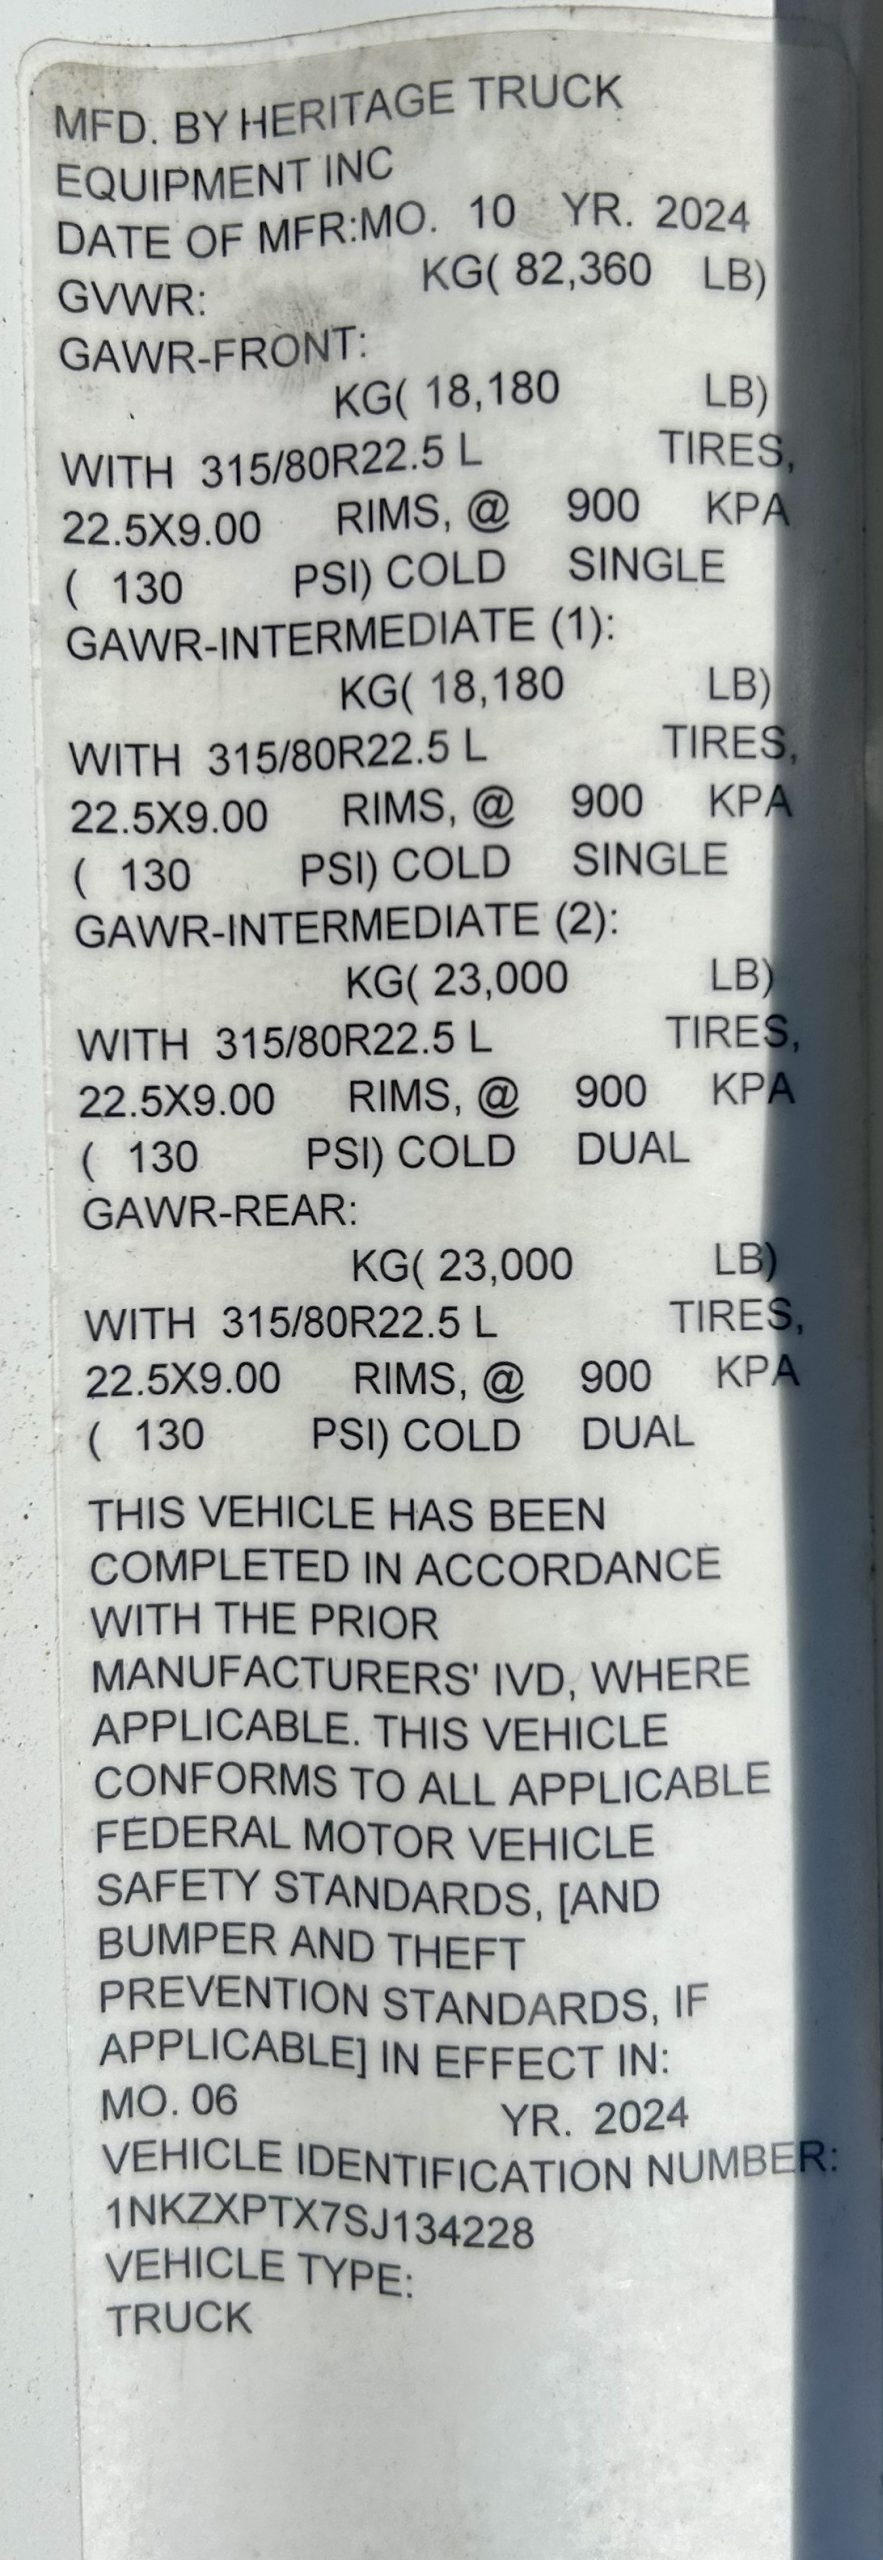 MFD. BY HERITAGE TRUCK
EQUIPMENT INC
DATE OF MFR:MO. 10 YR. 2024
GVWR: KG( 82,360 LB)
GAWR-FRONT:
KG( 18,180 LB)
WITH 315/80R22.5 L TIRES,
22.5X9.00 RIMS, @ 900 KPA
( 130 PSI) COLD SINGLE
GAWR-INTERMEDIATE (1):
KG( 18,180 LB)
WITH 315/80R22.5 L TIRES,
22.5X9.00 RIMS, @ 900 KPA
( 130 PSI) COLD SINGLE
GAWR-INTERMEDIATE (2):
KG( 23,000 LB)
WITH 315/80R22.5 L TIRES,
22.5X9.00 RIMS, @ 900 KPA
( 130 PSI) COLD DUAL
GAWR-REAR:
KG( 23,000 LB)
WITH 315/80R22.5 L TIRES,
22.5X9.00 RIMS, @ 900 KPA
( 130 PSI) COLD DUAL
THIS VEHICLE HAS BEEN
COMPLETED IN ACCORDANCE
WITH THE PRIOR
MANUFACTURERS' IVD, WHERE
APPLICABLE. THIS VEHICLE
CONFORMS TO ALL APPLICABLE
FEDERAL MOTOR VEHICLE
SAFETY STANDARDS, [AND
BUMPER AND THEFT
PREVENTION STANDARDS, IF
APPLICABLE] IN EFFECT IN:
MO. 06 YR. 2024
VEHICLE IDENTIFICATION NUMBER:
1NKZXPTX7SJ134228
VEHICLE TYPE:
TRUCK